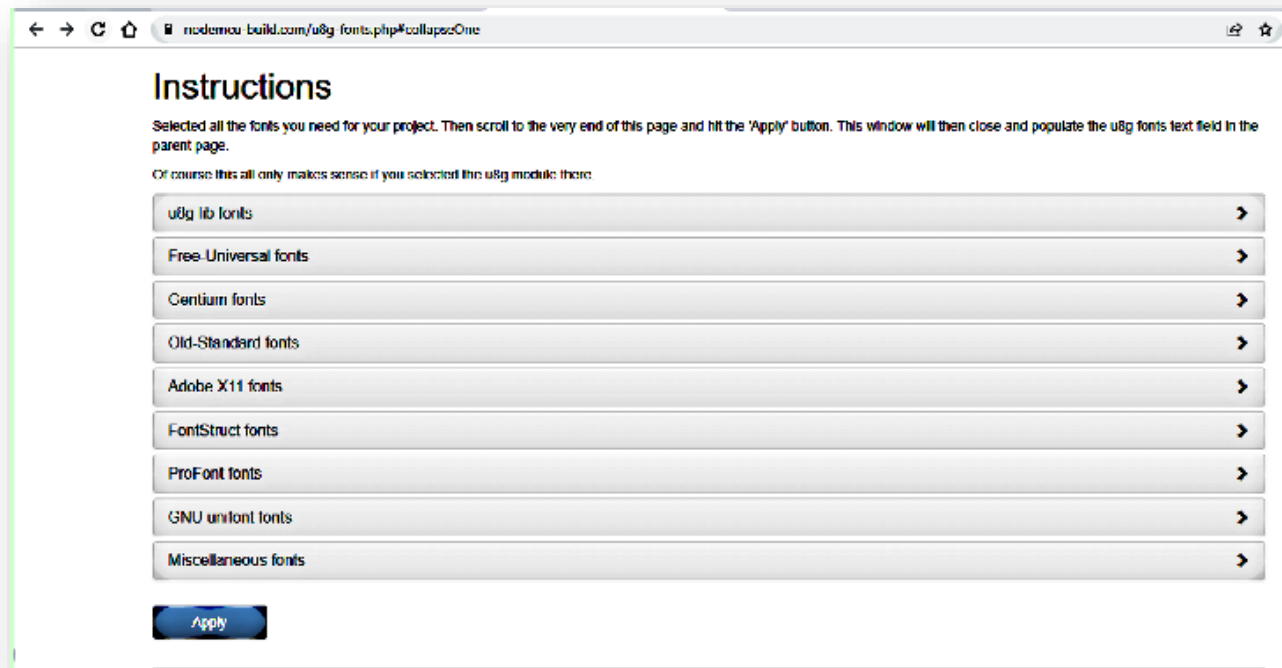 nodemcu-build.com/u8g-fonts.php#collapseOne
Instructions
Selected all the fonts you need for your project. Then scroll to the very end of this page and hit the 'Apply' button. This window will then close and populate the u8g fonts text field in the
parent page.
Of course this all only makes sense if you selected the u8g module there
u8g lib fonts
Free-Universal fonts
Gentium fonts
Old-Standard fonts
Adobe X11 fonts
FontStruct fonts
ProFont fonts
GNU unifont fonts
Miscellaneous fonts
Apply